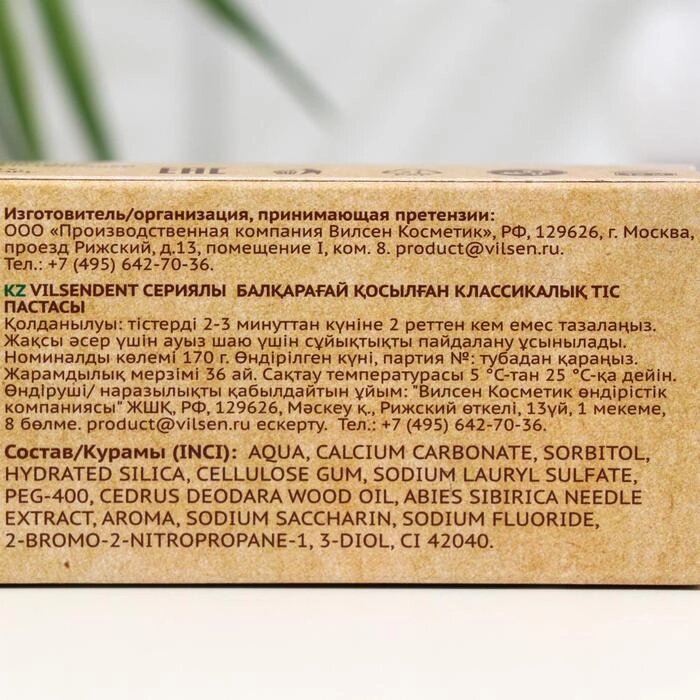 ЕАС
Изготовитель/организация, принимающая претензии:
ООО «Производственная компания Вилсен Косметик», РФ, 129626, г. Москва,
проезд Рижский, д.13, помещение I, ком. 8. product@vilsen.ru.
Тел.: +7 (495) 642-70-36.
KZ VILSENDENT СЕРИЯЛЫ БАЛҚАРАҒАЙ ҚОСЫЛҒАН КЛАССИКАЛЫҚ ТІС
ПАСТАСЫ
Қолданылуы: тістерді 2-3 минуттан күніне 2 реттен кем емес тазалаңыз.
Жақсы әсер үшін ауыз шаю үшін сұйықтықты пайдалану ұсынылады.
Номиналды көлемі 170 г. Өндірілген күні, партия №: тубадан қараңыз.
Жарамдылық мерзімі 36 ай. Сақтау температурасы 5 °С-тан 25 °С-қа дейін.
Өндіруші/ наразылықты қабылдайтын ұйым: "Вилсен Косметик өндірістік
компаниясы" ЖШҚ, РФ, 129626, Мәскеу қ., Рижский өткелі, 13үй, 1 мекеме,
8 бөлме. product@vilsen.ru ескерту. Тел.: +7 (495) 642-70-36.
Состав/Курамы (INCI): AQUA, CALCIUM CARBONATE, SORBITOL,
HYDRATED SILICA, CELLULOSE GUM, SODIUM LAURYL SULFATE,
PEG-400, CEDRUS DEODARA WOOD OIL, ABIES SIBIRICA NEEDLE
EXTRACT, AROMA, SODIUM SACCHARIN, SODIUM FLUORIDE,
2-BROMO-2-NITROPROPANE-1, 3-DIOL, CI 42040.